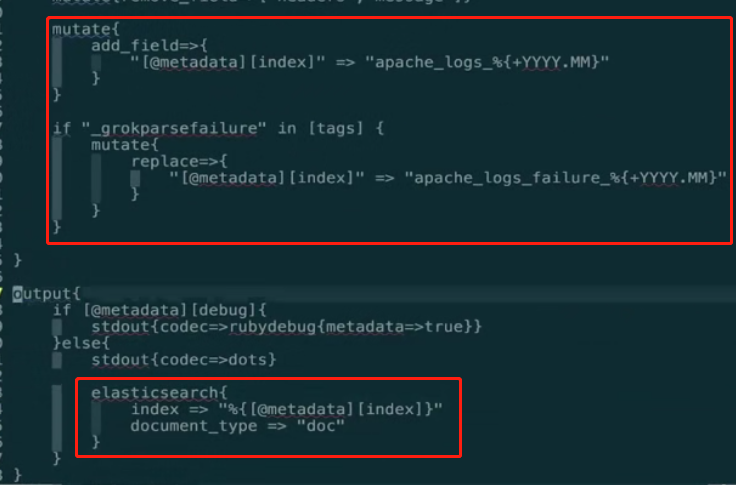 mutate{
add_field=>{
"[@metadata][index]" => "apache_logs_%{+YYYY.MM}"
}
}
if "_grokparsefailure" in [tags] {
mutate{
replace=>{
"[@metadata][index]" => "apache_logs_failure_%{+YYYY.MM}"
}
}
}
}
output{
if [@metadata][debug]{
stdout{codec=>rubydebug{metadata=>true}}
}else{
stdout{codec=>dots}
elasticsearch{
index => "%{[@metadata][index]}"
document_type => "doc"
}
}
}